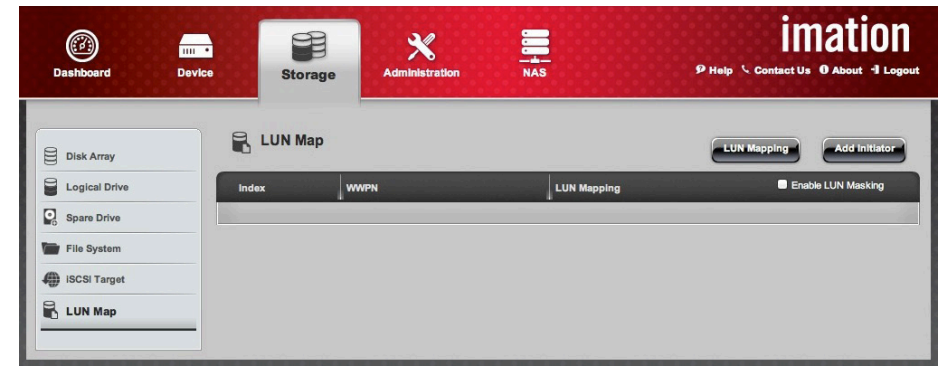 imation
Dashboard Device Storage Administration NAS
Help Contact Us About Logout
LUN Map
LUN Mapping Add Initiator
Index WWPN LUN Mapping Enable LUN Masking
Disk Array
Logical Drive
Spare Drive
File System
iSCSI Target
LUN Map